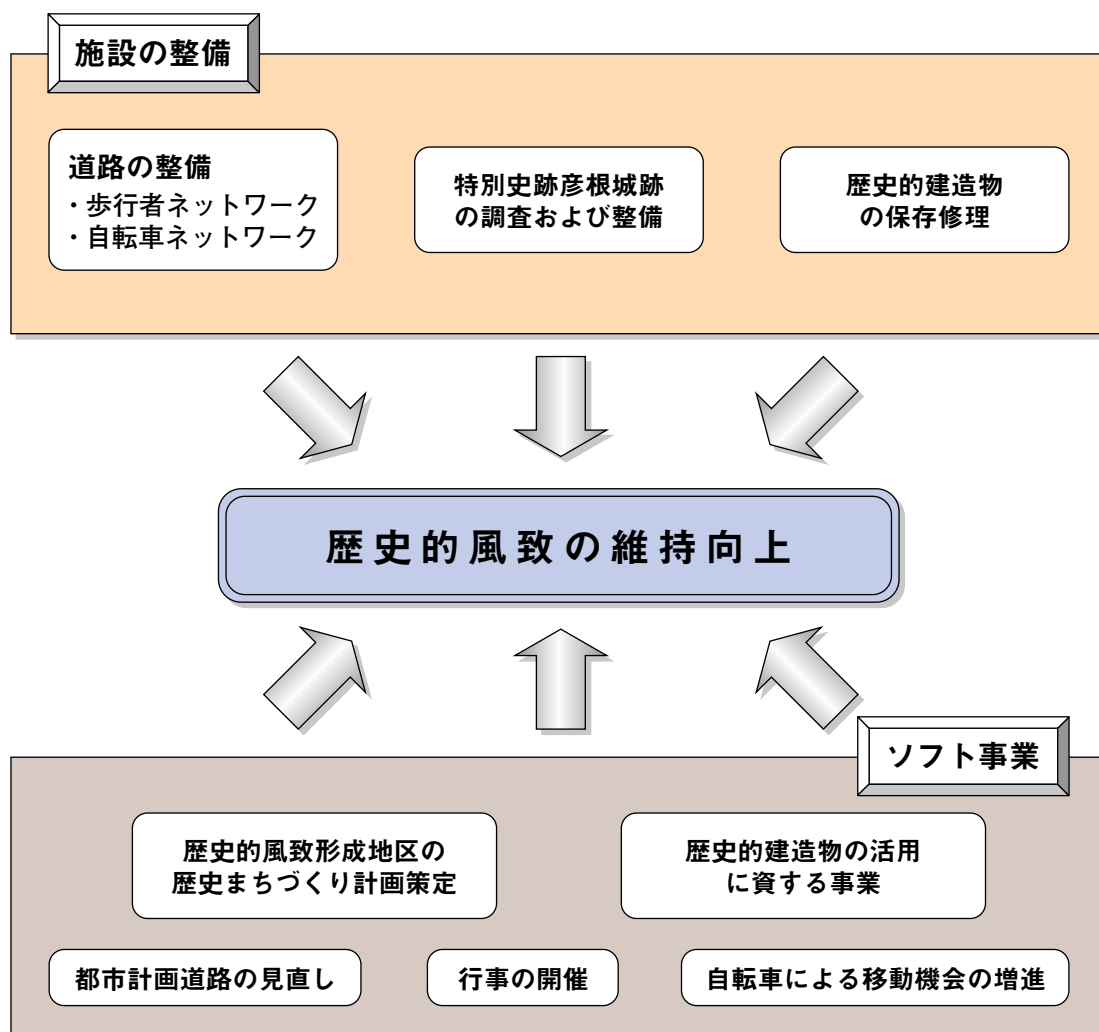 施設の整備
道路の整備
・歩行者ネットワーク
・自転車ネットワーク
特別史跡彦根城跡
の調査および整備
歴史的建造物
の保存修理
歴史的風致の維持向上
ソフト事業
歴史的風致形成地区の
歴史まちづくり計画策定
歴史的建造物の活用
に資する事業
都市計画道路の見直し
行事の開催
自転車による移動機会の増進